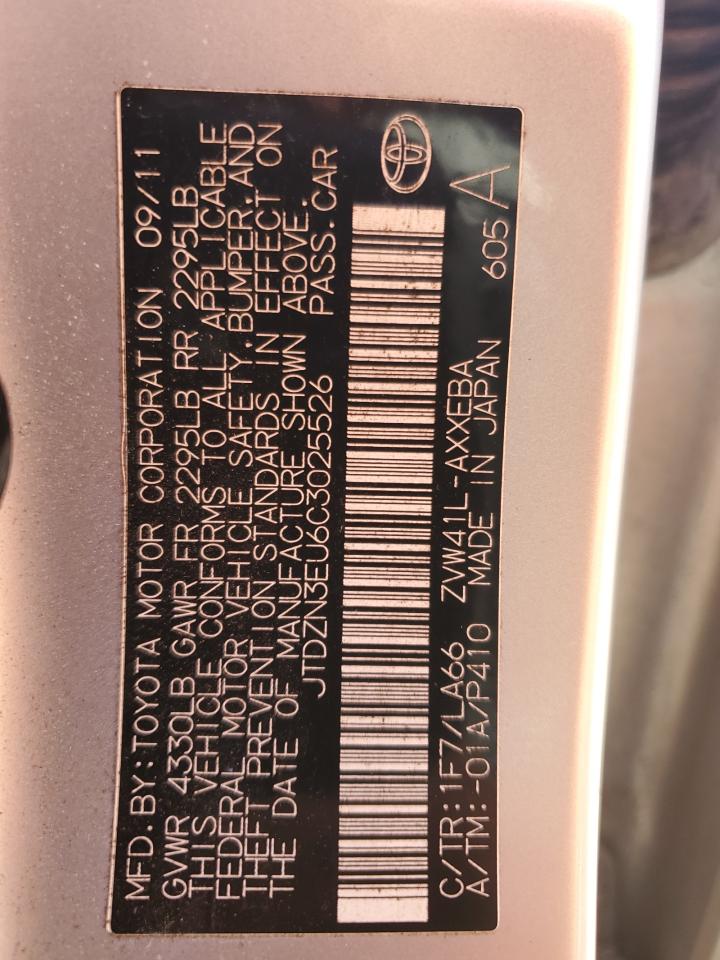 MFD. BY: TOYOTA MOTOR CORPORATION 09/11
GVWR 4330LB GAWR FR 2295LB RR 2295LB
THIS VEHICLE CONFORMS TO ALL APPLICABLE
FEDERAL MOTOR VEHICLE SAFETY, BUMPER, AND
THEFT PREVENTION STANDARDS IN EFFECT ON
THE DATE OF MANUFACTURE SHOWN ABOVE.
JTDZN3EU6C3025526 PASS. CAR
C/TR: 1F7/LA66 ZVW41L-AXXEBA
A/TM: -01A/P410 MADE IN JAPAN 605 A